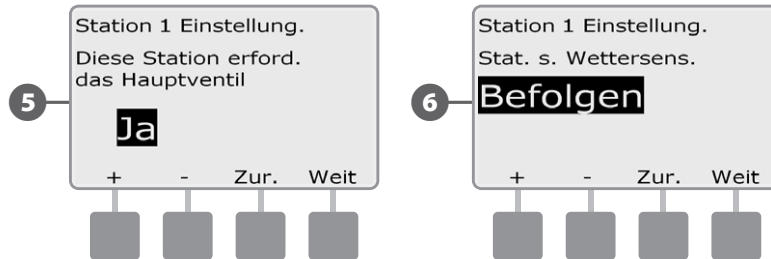 5
Station 1 Einstellung.
Diese Station erford.
das Hauptventil
Ja
+ - Zur. Weit
6
Station 1 Einstellung.
Stat. s. Wettersens.
Befolgen
+ - Zur. Weit